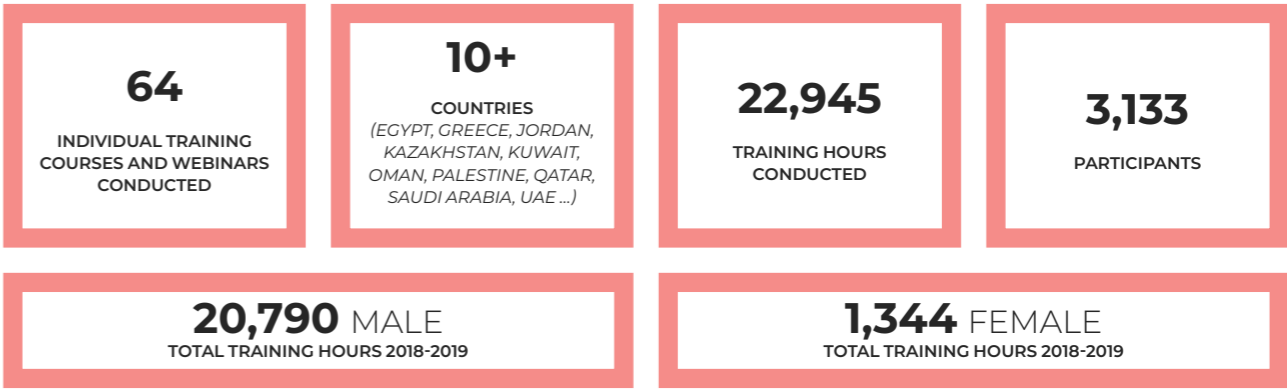 64
INDIVIDUAL TRAINING
COURSES AND WEBINARS
CONDUCTED
10+
COUNTRIES
(EGYPT, GREECE, JORDAN,
KAZAKHSTAN, KUWAIT,
OMAN, PALESTINE, QATAR,
SAUDI ARABIA, UAE ...)
22,945
TRAINING HOURS
CONDUCTED
3,133
PARTICIPANTS
20,790 MALE
TOTAL TRAINING HOURS 2018-2019
1,344 FEMALE
TOTAL TRAINING HOURS 2018-2019